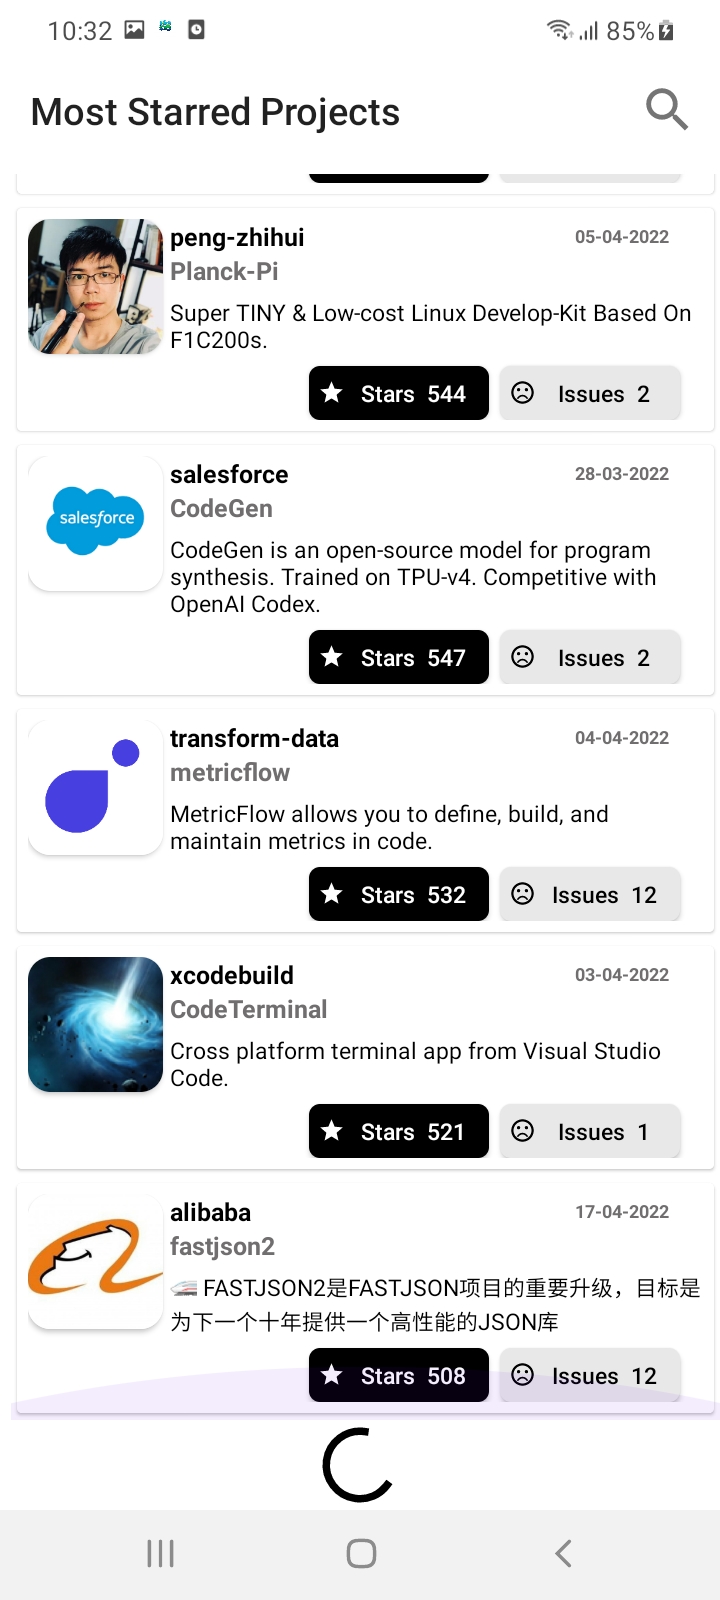 10:32
85%
Most Starred Projects
peng-zhihui
05-04-2022
Planck-Pi
Super TINY & Low-cost Linux Develop-Kit Based On
F1C200s.
Stars 544
Issues 2
salesforce
salesforce
28-03-2022
CodeGen
CodeGen is an open-source model for program
synthesis. Trained on TPU-v4. Competitive with
OpenAI Codex.
Stars 547
Issues 2
transform-data
04-04-2022
metricflow
MetricFlow allows you to define, build, and
maintain metrics in code.
Stars 532
Issues 12
xcodebuild
03-04-2022
CodeTerminal
Cross platform terminal app from Visual Studio
Code.
Stars 521
Issues 1
alibaba
17-04-2022
fastjson2
🚄 FASTJSON2是FASTJSON项目的重要升级，目标是
为下一个十年提供一个高性能的JSON库
Stars 508
Issues 12